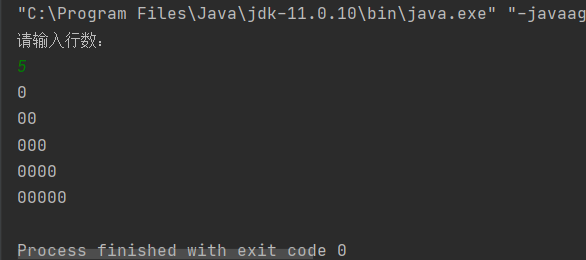 "C:\Program Files\Java\jdk-11.0.10\bin\java.exe" "-javaag
请输入行数：
5
0
00
000
0000
00000
Process finished with exit code 0